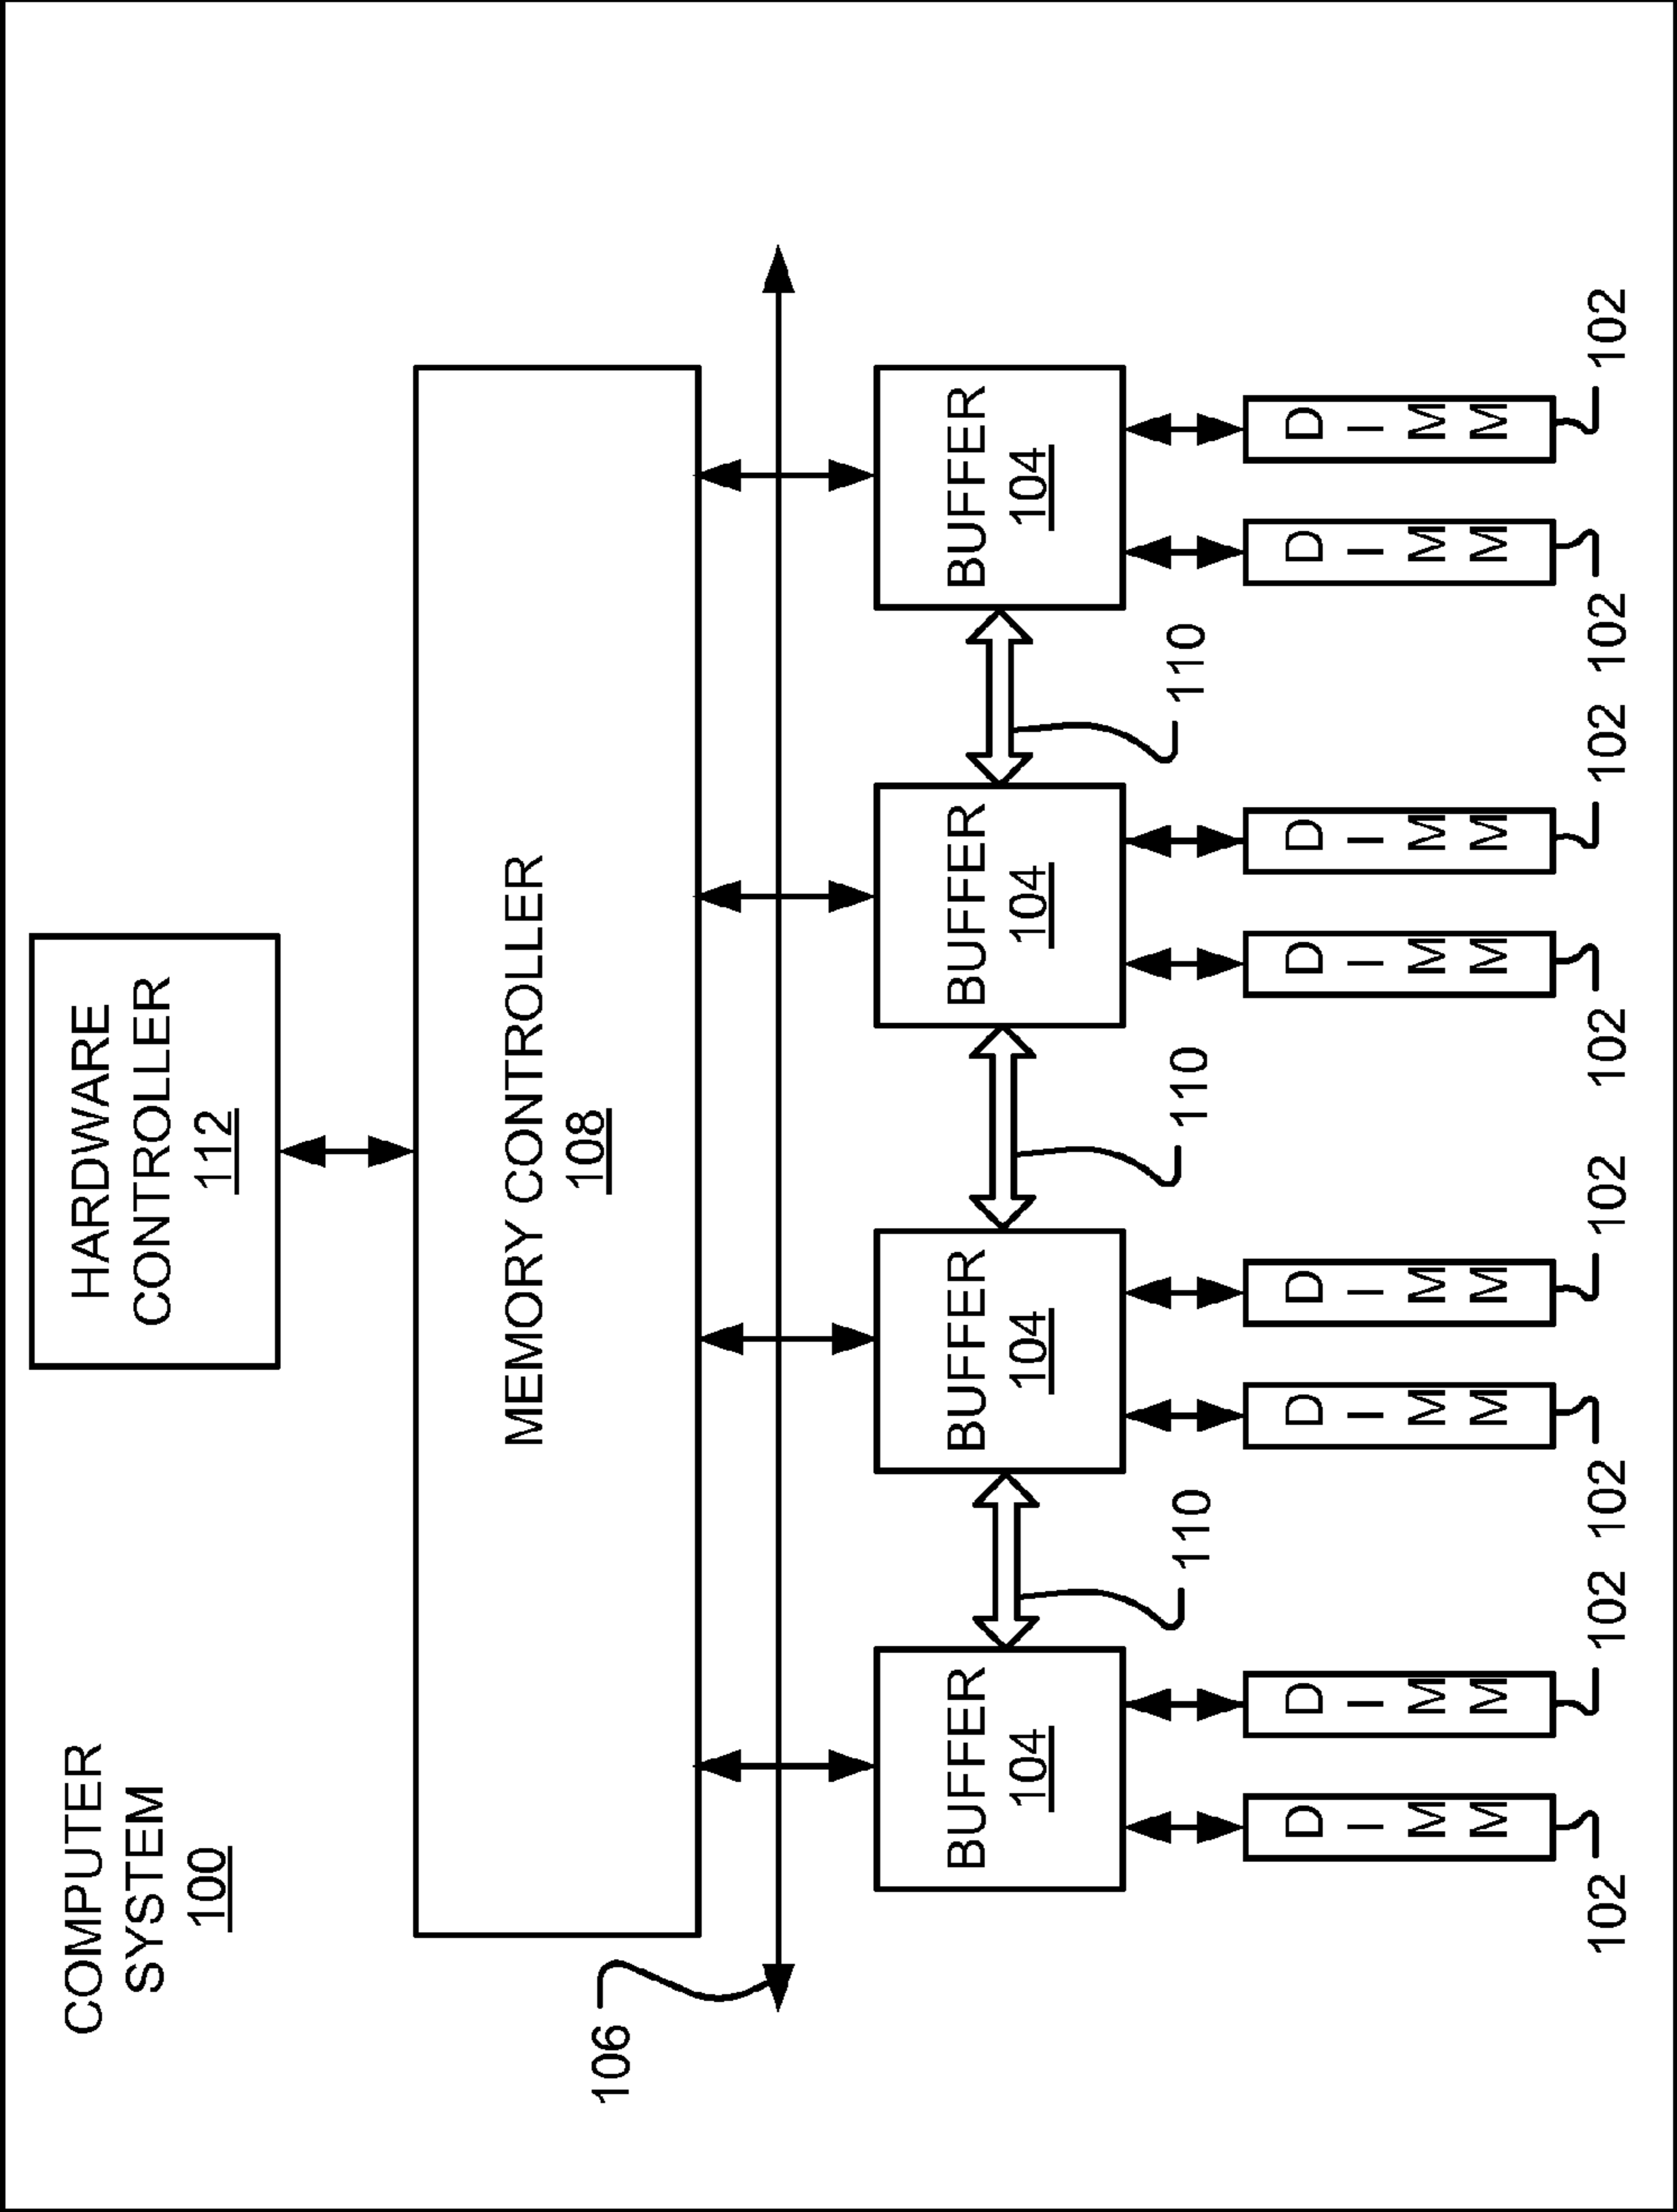 COMPUTER
SYSTEM
100
HARDWARE
CONTROLLER
112
MEMORY CONTROLLER
108
106
BUFFER
104
BUFFER
104
BUFFER
104
BUFFER
104
110
110
110
D
I
M
M
D
I
M
M
D
I
M
M
D
I
M
M
D
I
M
M
D
I
M
M
D
I
M
M
D
I
M
M
102
102
102
102
102
102
102
102